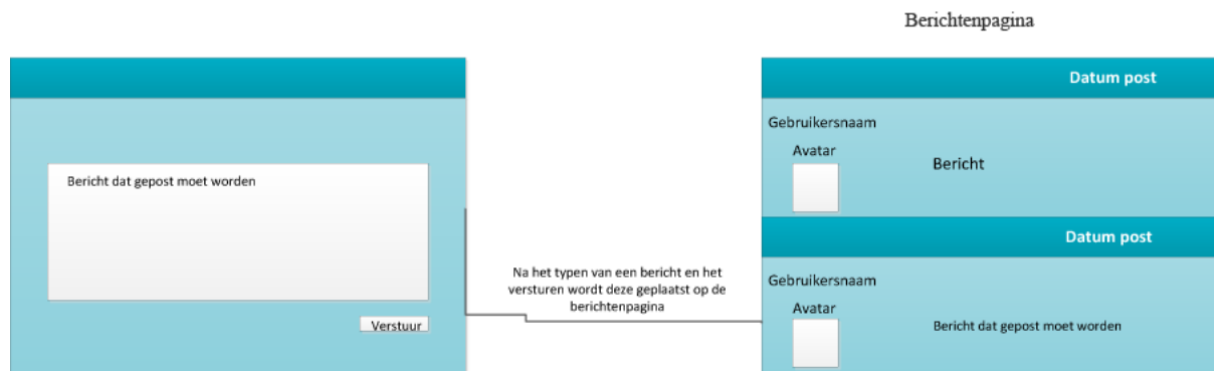 Berichtenpagina
Bericht dat gepost moet worden
Verstuur
Na het typen van een bericht en het
versturen wordt deze geplaatst op de
berichtenpagina
Datum post
Gebruikersnaam
Avatar
Bericht
Datum post
Gebruikersnaam
Avatar
Bericht dat gepost moet worden